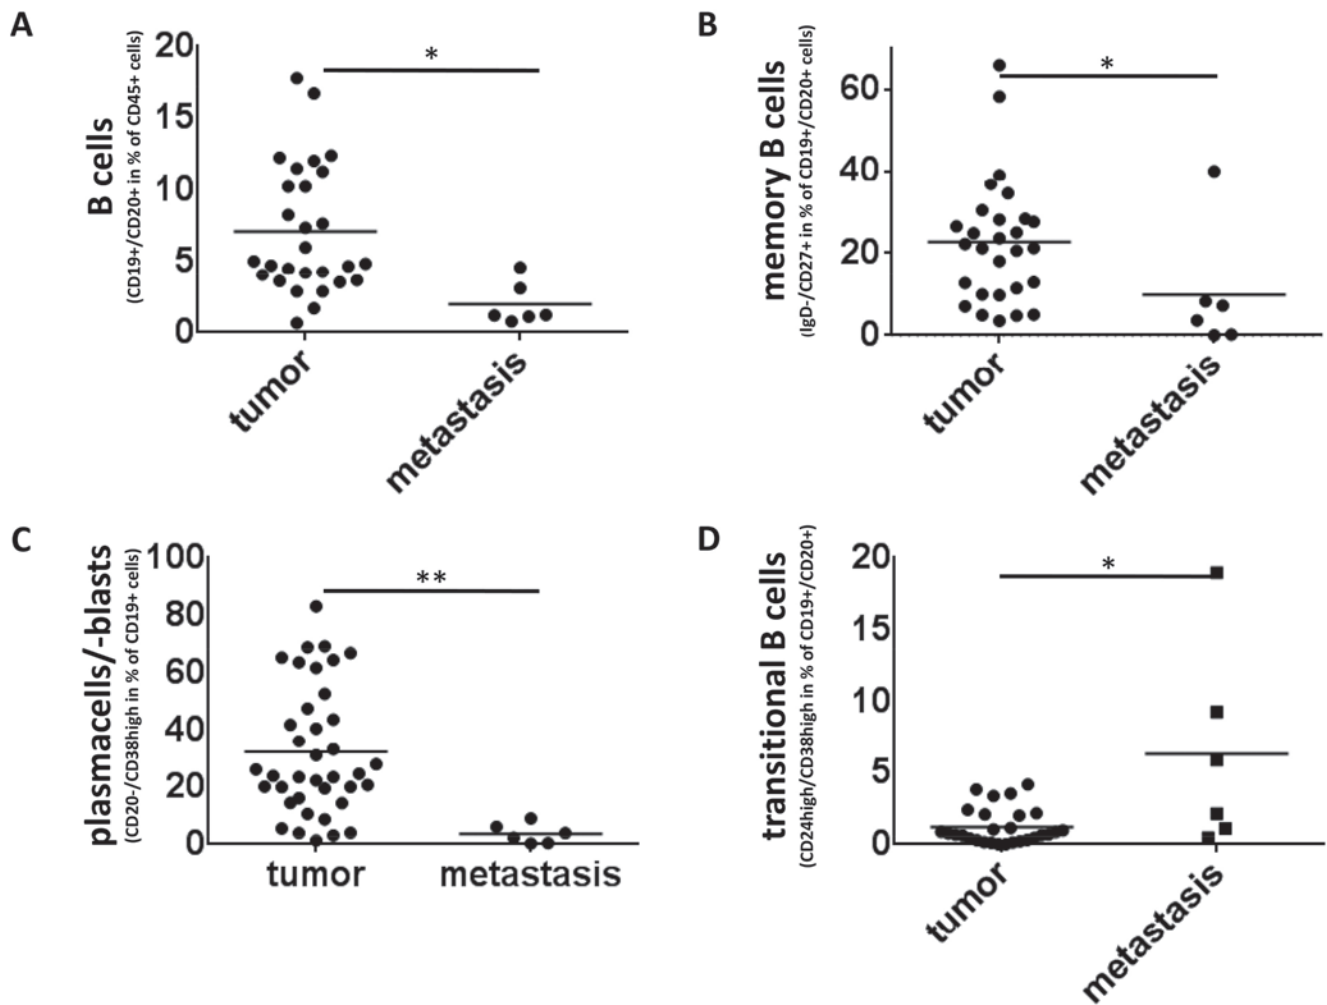 A
B cells
(CD19+/CD20+ in % of CD45+ cells)
20
15
10
5
0
*
tumor
metastasis
B
memory B cells
(IgD-/CD27+ in % of CD19+/CD20+ cells)
60
40
20
0
*
tumor
metastasis
C
plasmacells/-blasts
(CD20-/CD38high in % of CD19+ cells)
100
80
60
40
20
0
**
tumor
metastasis
D
transitional B cells
(CD24high/CD38high in % of CD19+/CD20+)
20
15
10
5
0
*
tumor
metastasis